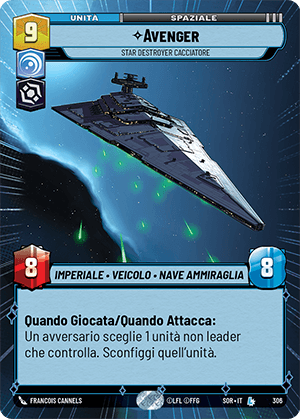 UNITÀ
SPAZIALE
9
AVENGER
STAR DESTROYER CACCIATORE
8
IMPERIALE • VEICOLO • NAVE AMMIRAGLIA
8
Quando Giocata/Quando Attacca:
Un avversario sceglie 1 unità non leader
che controlla. Sconfiggi quell'unità.
FRANCOIS CANNELS
©LFL ©FFG
SOR • IT
L
306